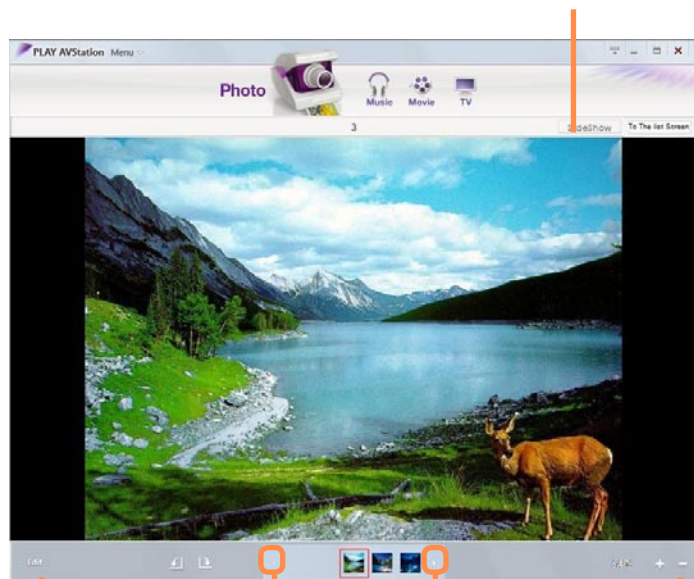 PLAY AVStation Menu
Photo
Music Movie TV
3
SlideShow To The list Screen
Edit